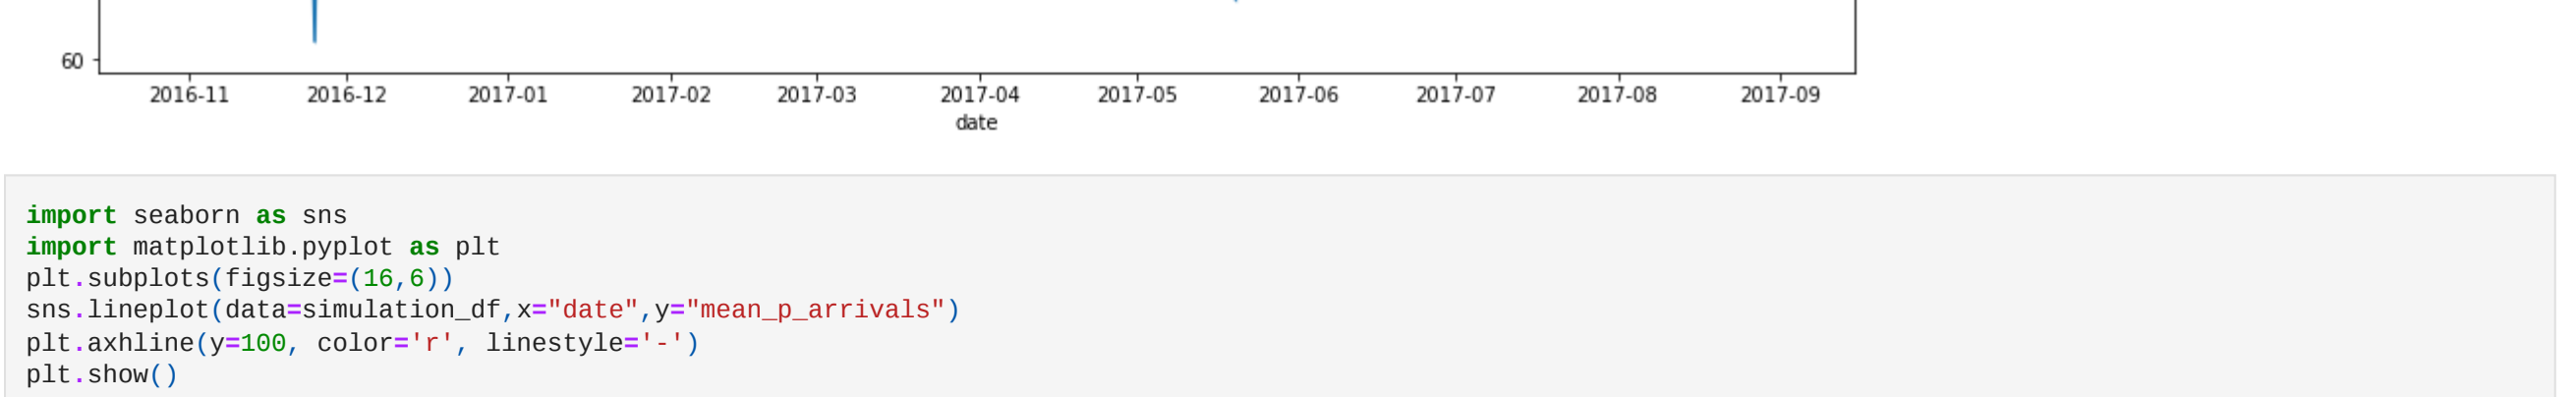 60
2016-11 2016-12 2017-01 2017-02 2017-03 2017-04 2017-05 2017-06 2017-07 2017-08 2017-09
date
import seaborn as sns
import matplotlib.pyplot as plt
plt.subplots(figsize=(16,6))
sns.lineplot(data=simulation_df,x="date",y="mean_p_arrivals")
plt.axhline(y=100, color='r', linestyle='-')
plt.show()